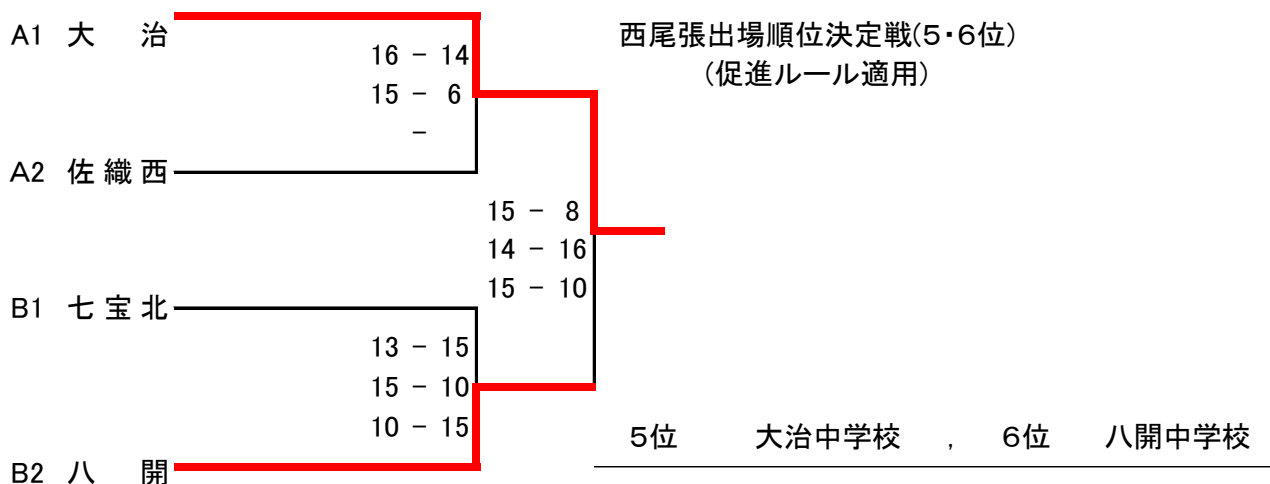 A1 大 治
16 - 14
15 - 6
-
A2 佐織西
西尾張出場順位決定戦(5・6位)
(促進ルール適用)
15 - 8
14 - 16
15 - 10
B1 七宝北
13 - 15
15 - 10
10 - 15
B2 八 開
5位 大治中学校 , 6位 八開中学校